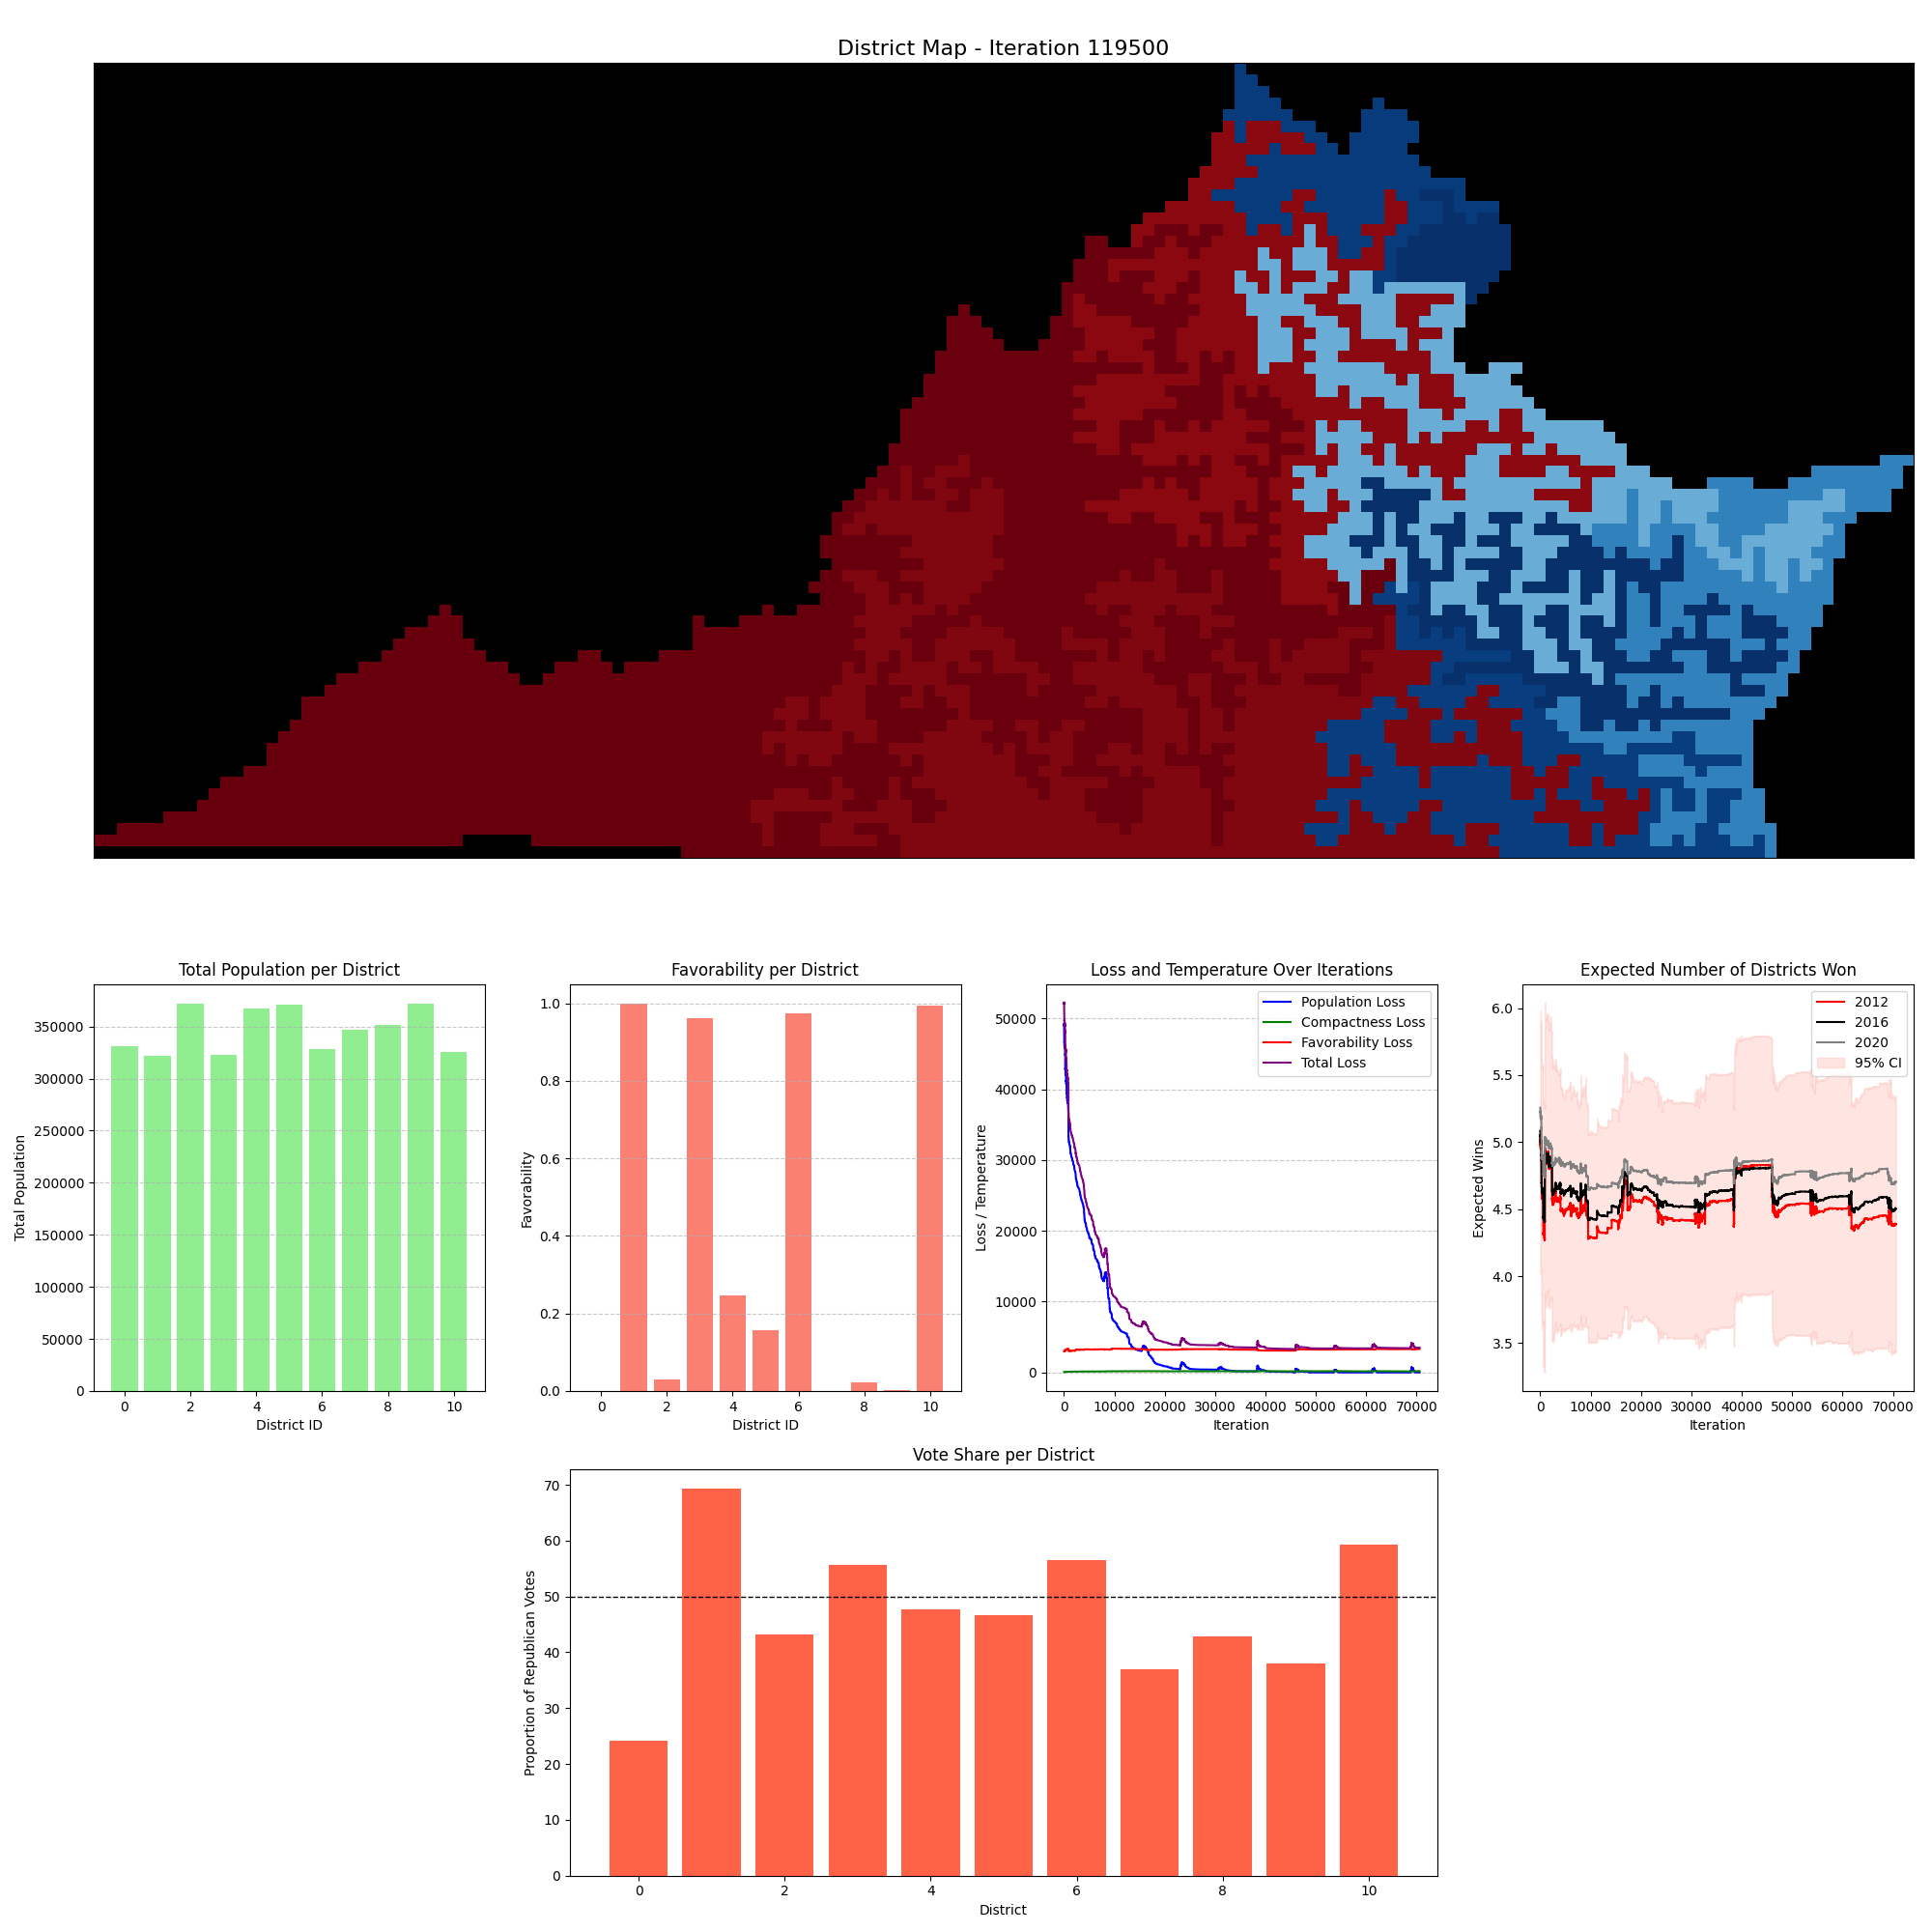 District Map - Iteration 119500
Total Population per District
Total Population
350000
300000
250000
200000
150000
100000
50000
0
0 2 4 6 8 10
District ID
Favorability per District
Favorability
1.0
0.8
0.6
0.4
0.2
0.0
0 2 4 6 8 10
District ID
Loss and Temperature Over Iterations
Loss / Temperature
50000
40000
30000
20000
10000
0
Population Loss
Compactness Loss
Favorability Loss
Total Loss
0 10000 20000 30000 40000 50000 60000 70000
Iteration
Expected Number of Districts Won
Expected Wins
6.0
5.5
5.0
4.5
4.0
3.5
2012
2016
2020
95% CI
0 10000 20000 30000 40000 50000 60000 70000
Iteration
Vote Share per District
Proportion of Republican Votes
70
60
50
40
30
20
10
0
0 2 4 6 8 10
District